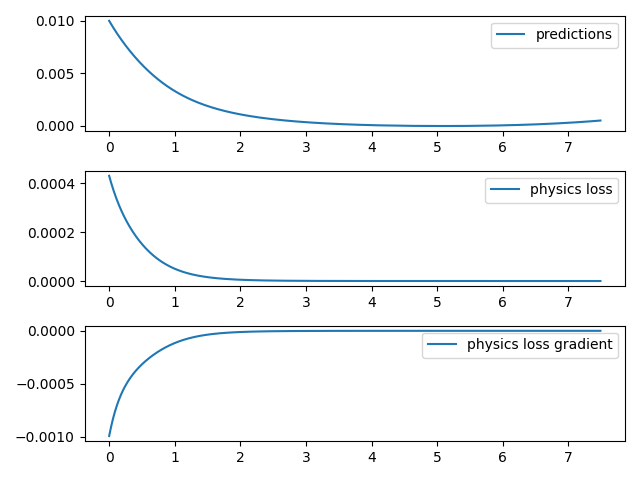 0.010
0.005
0.000
predictions
0 1 2 3 4 5 6 7
0.0004
0.0002
0.0000
physics loss
0 1 2 3 4 5 6 7
0.0000
−0.0005
−0.0010
physics loss gradient
0 1 2 3 4 5 6 7